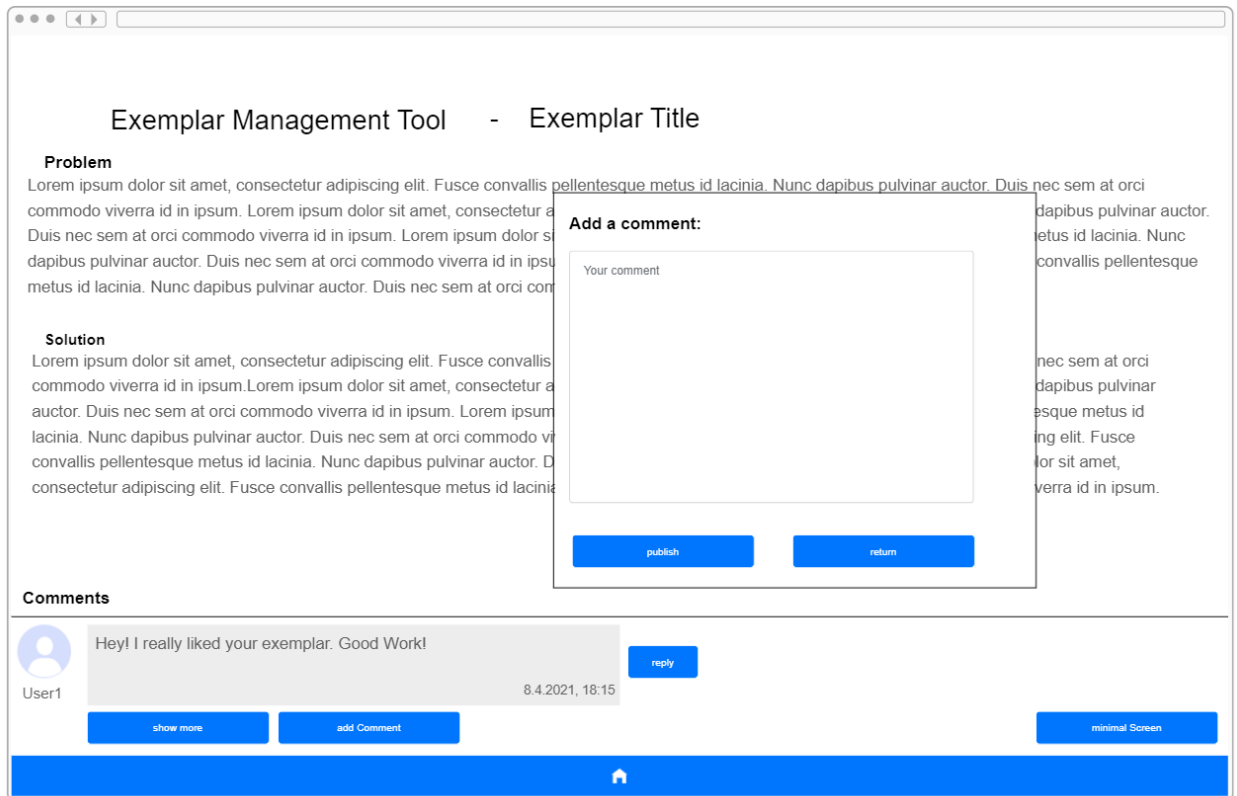 Exemplar Management Tool - Exemplar Title
Problem
Lorem ipsum dolor sit amet, consectetur adipiscing elit. Fusce convallis pellentesque metus id lacinia. Nunc dapibus pulvinar auctor. Duis nec sem at orci
commodo viverra id in ipsum. Lorem ipsum dolor sit amet, consectetur a
dapibus pulvinar auctor.
Duis nec sem at orci commodo viverra id in ipsum. Lorem ipsum dolor si
etus id lacinia. Nunc
dapibus pulvinar auctor. Duis nec sem at orci commodo viverra id in ipsu
convallis pellentesque
metus id lacinia. Nunc dapibus pulvinar auctor. Duis nec sem at orci com
Solution
Lorem ipsum dolor sit amet, consectetur adipiscing elit. Fusce convallis
nec sem at orci
commodo viverra id in ipsum.Lorem ipsum dolor sit amet, consectetur a
dapibus pulvinar
auctor. Duis nec sem at orci commodo viverra id in ipsum. Lorem ipsum
esque metus id
lacinia. Nunc dapibus pulvinar auctor. Duis nec sem at orci commodo vi
ing elit. Fusce
convallis pellentesque metus id lacinia. Nunc dapibus pulvinar auctor. D
lor sit amet,
consectetur adipiscing elit. Fusce convallis pellentesque metus id lacinia
verra id in ipsum.
Add a comment:
Your comment
publish
return
Comments
Hey! I really liked your exemplar. Good Work!
reply
User1
8.4.2021, 18:15
show more
add Comment
minimal Screen